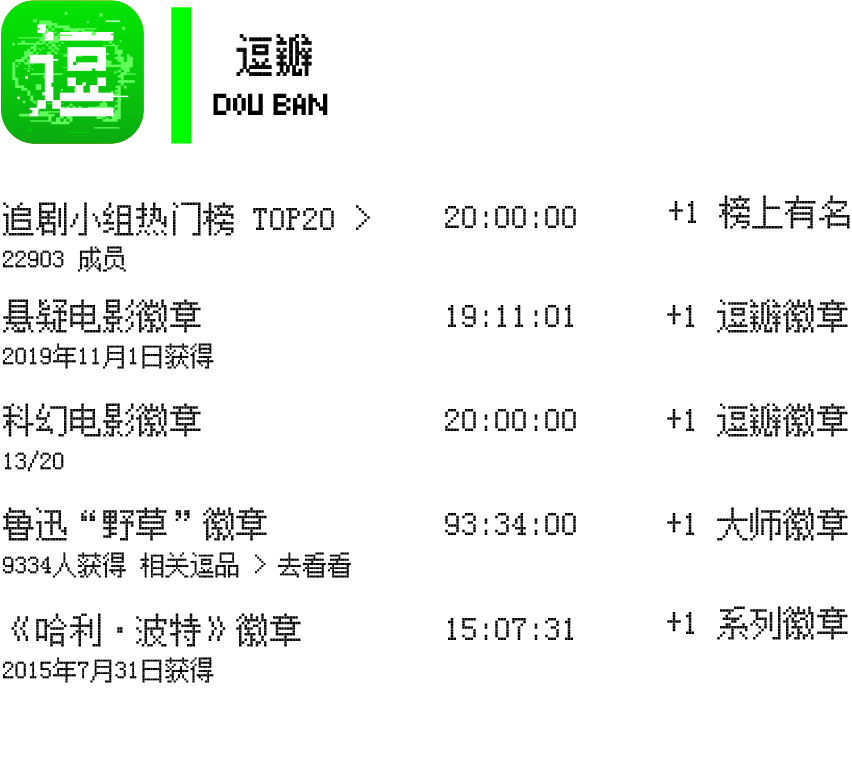 逗
逗瓣
DOU BAN
追剧小组热门榜 TOP20 > 20:00:00 +1 榜上有名
22903 成员
悬疑电影徽章 19:11:01 +1 逗瓣徽章
2019年11月1日获得
科幻电影徽章 20:00:00 +1 逗瓣徽章
13/20
鲁迅“野草”徽章 93:34:00 +1 大师徽章
9334人获得 相关逗品 > 去看看
《哈利·波特》徽章 15:07:31 +1 系列徽章
2015年7月31日获得